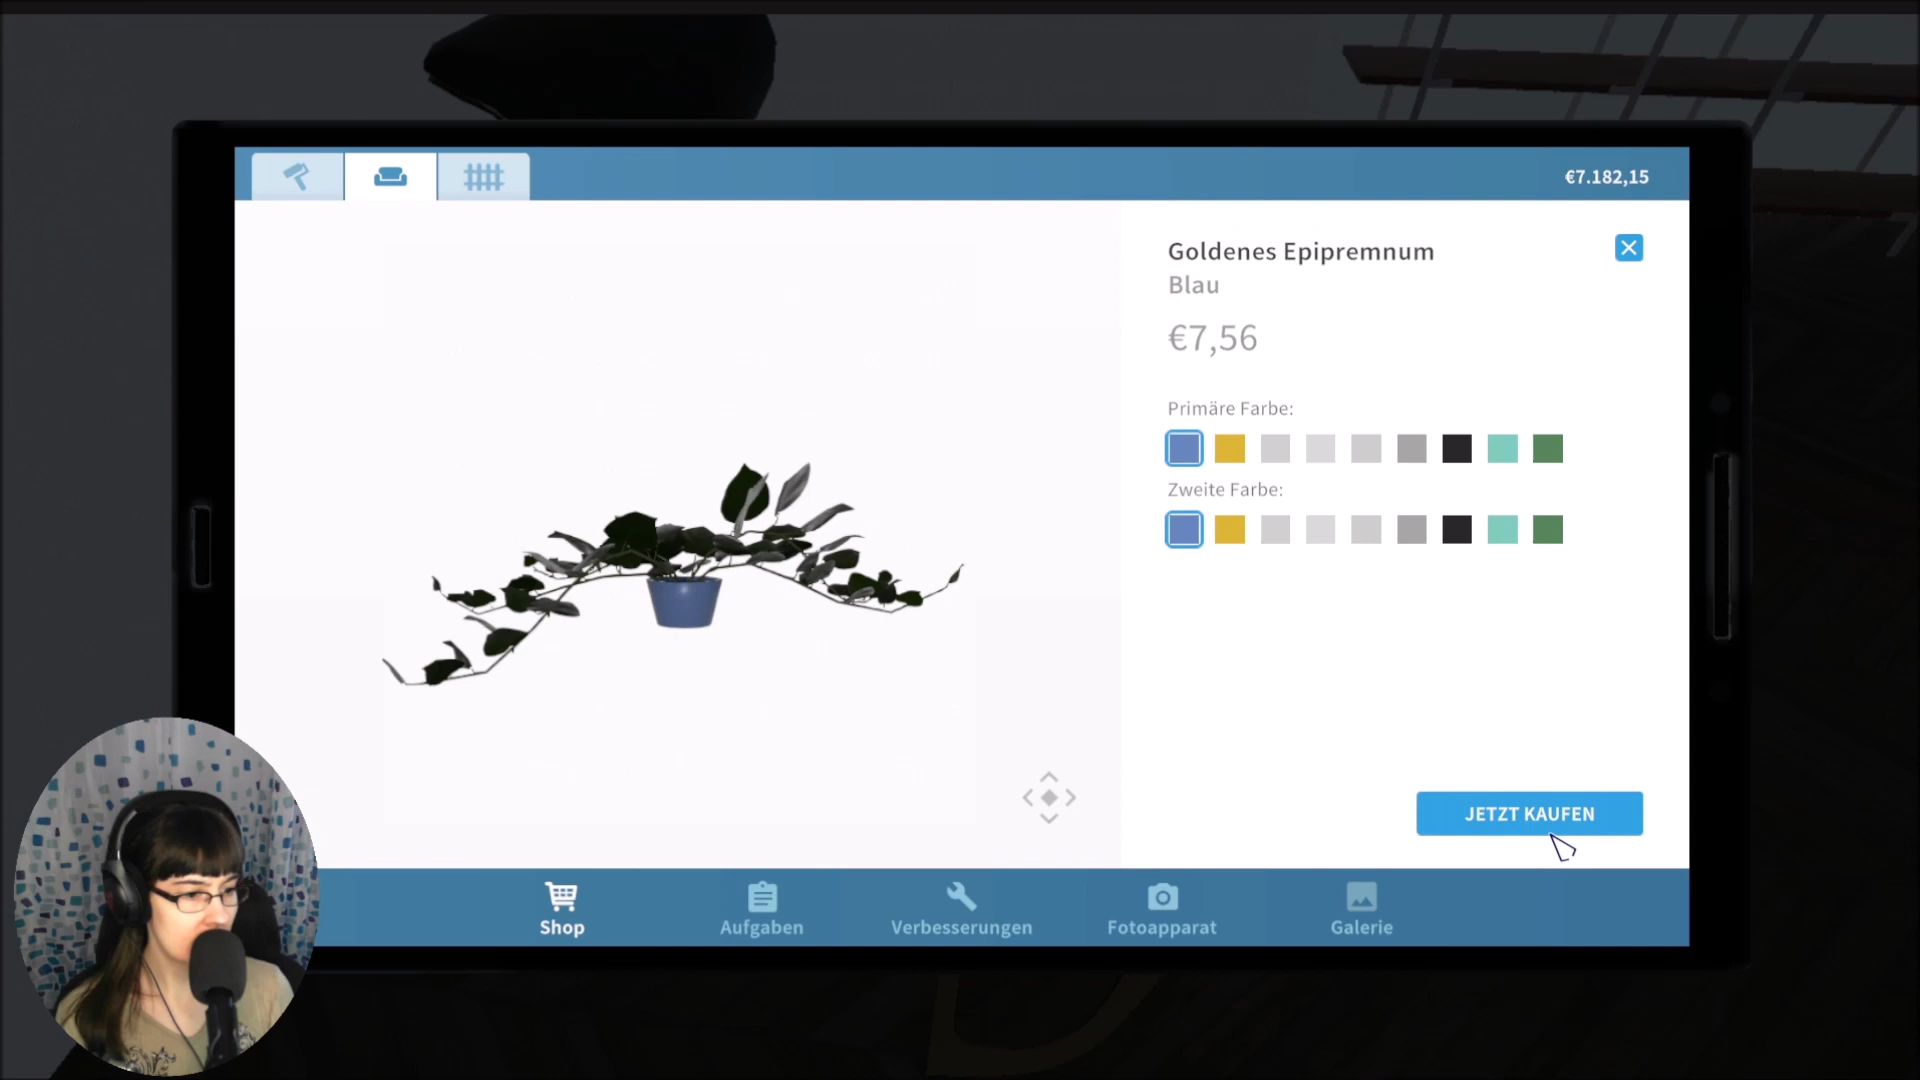 €7.182,15
Goldenes Epipremnum
Blau
€7,56
Primäre Farbe:
Zweite Farbe:
JETZT KAUFEN
Shop
Aufgaben
Verbesserungen
Fotoapparat
Galerie